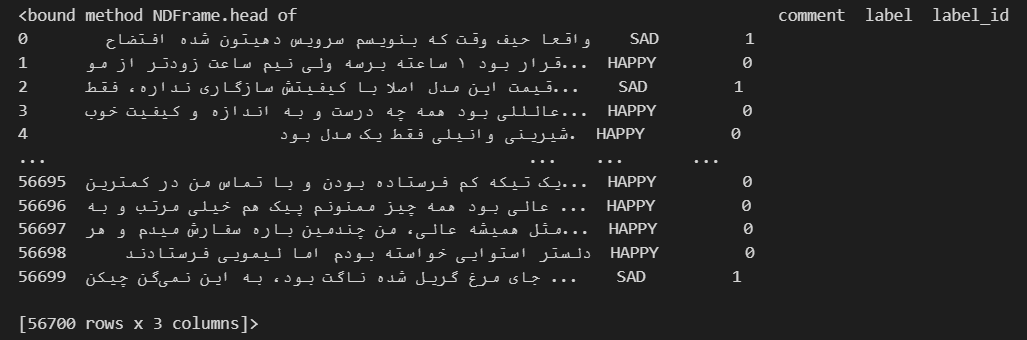 <bound method NDFrame.head of comment label label_id
0 واقعا حیف وقت که بنویسم سرویس دهیتون شده افتضاح SAD 1
1 قرار بود ۱ ساعته برسه ولی نیم ساعت زودتر از مو... HAPPY 0
2 قیمت این مدل اصلا با کیفیتش سازگاری نداره، فقط... SAD 1
3 عالللی بود همه چه درست و به اندازه و کیفیت خوب... HAPPY 0
4 شیرینی وانیلی فقط یک مدل بود. HAPPY 0
... ... ... ...
56695 یک تیکه کم فرستاده بودن و با تماس من در کمترین... HAPPY 0
56696 عالی بود همه چیز ممنونم پیک هم خیلی مرتب و به ... HAPPY 0
56697 مثل همیشه عالی، من چندمین باره سفارش میدم و هر... HAPPY 0
56698 دلستر استوایی خواسته بودم اما لیمویی فرستادند HAPPY 0
56699 جای مرغ گریل شده ناگت بود، به این نمی‌گن چیکن ... SAD 1
[56700 rows x 3 columns]>